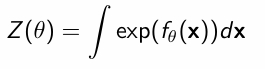 Z(θ) = ∫ exp(f_θ(x))dx